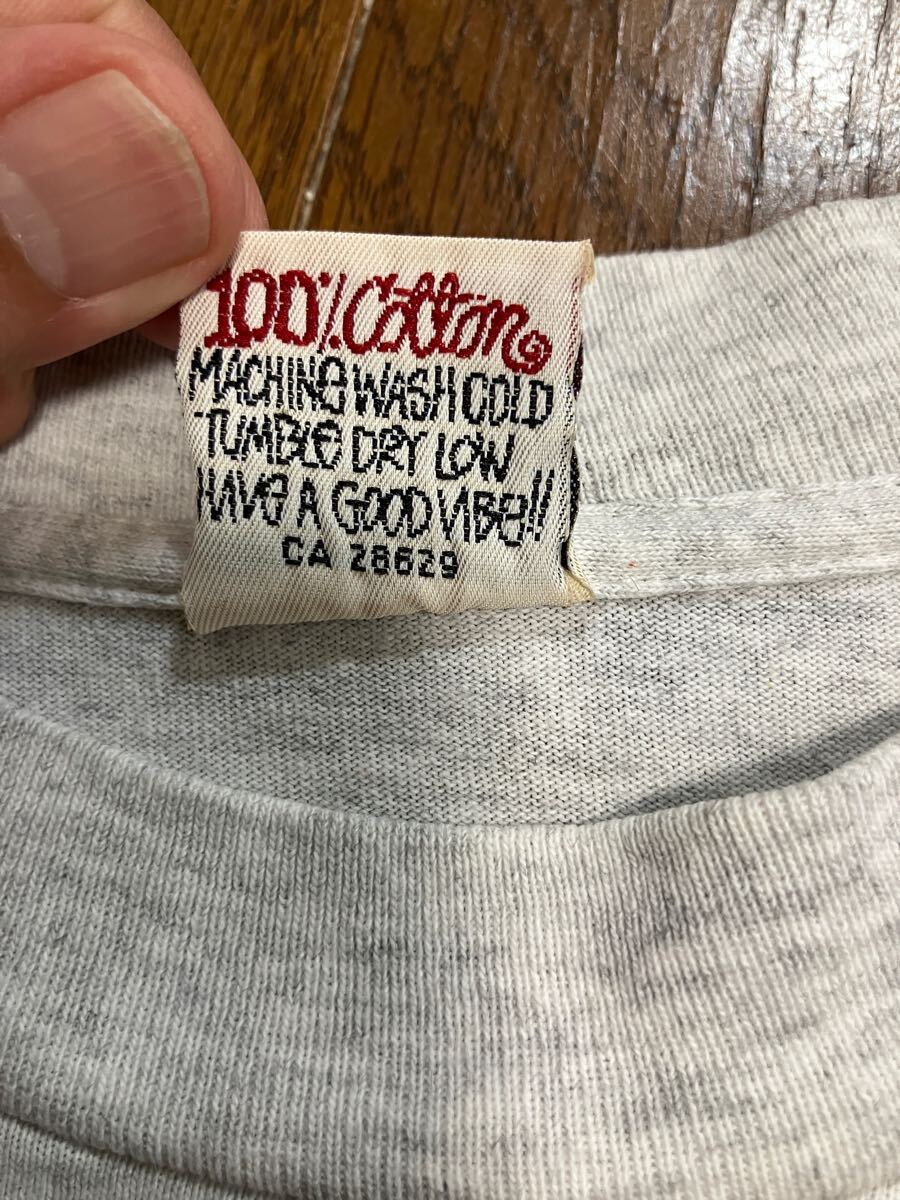 100% Cotton
MACHINe WASH COLD
TUMBLe DRY LOW
HAVe A GOOD VIBe!!
CA 28629